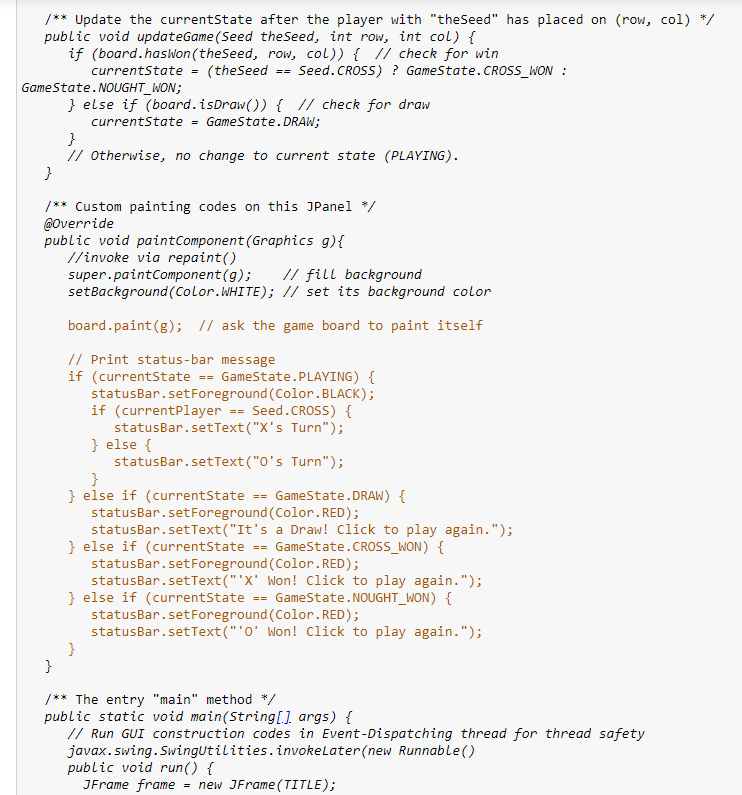 /** Update the currentState after the player with "theSeed" has placed on (row, col) */
public void updateGame(Seed theSeed, int row, int col) {
if (board.hasWon(theSeed, row, col)) {  // check for win
currentState = (theSeed == Seed.CROSS) ? GameState.CROSS_WON :
GameState.NOUGHT_WON;
} else if (board.isDraw()) {  // check for draw
currentState = GameState.DRAW;
}
// Otherwise, no change to current state (PLAYING).
}
/** Custom painting codes on this JPanel */
@Override
public void paintComponent(Graphics g){
//invoke via repaint()
super.paintComponent(g);    // fill background
setBackground(Color.WHITE); // set its background color
board.paint(g);  // ask the game board to paint itself
// Print status-bar message
if (currentState == GameState.PLAYING) {
statusBar.setForeground(Color.BLACK);
if (currentPlayer == Seed.CROSS) {
statusBar.setText("X's Turn");
} else {
statusBar.setText("O's Turn");
}
} else if (currentState == GameState.DRAW) {
statusBar.setForeground(Color.RED);
statusBar.setText("It's a Draw! Click to play again.");
} else if (currentState == GameState.CROSS_WON) {
statusBar.setForeground(Color.RED);
statusBar.setText("'X' Won! Click to play again.");
} else if (currentState == GameState.NOUGHT_WON) {
statusBar.setForeground(Color.RED);
statusBar.setText("'O' Won! Click to play again.");
}
}
/** The entry "main" method */
public static void main(String[] args) {
// Run GUI construction codes in Event-Dispatching thread for thread safety
javax.swing.SwingUtilities.invokeLater(new Runnable()
public void run() {
JFrame frame = new JFrame(TITLE);